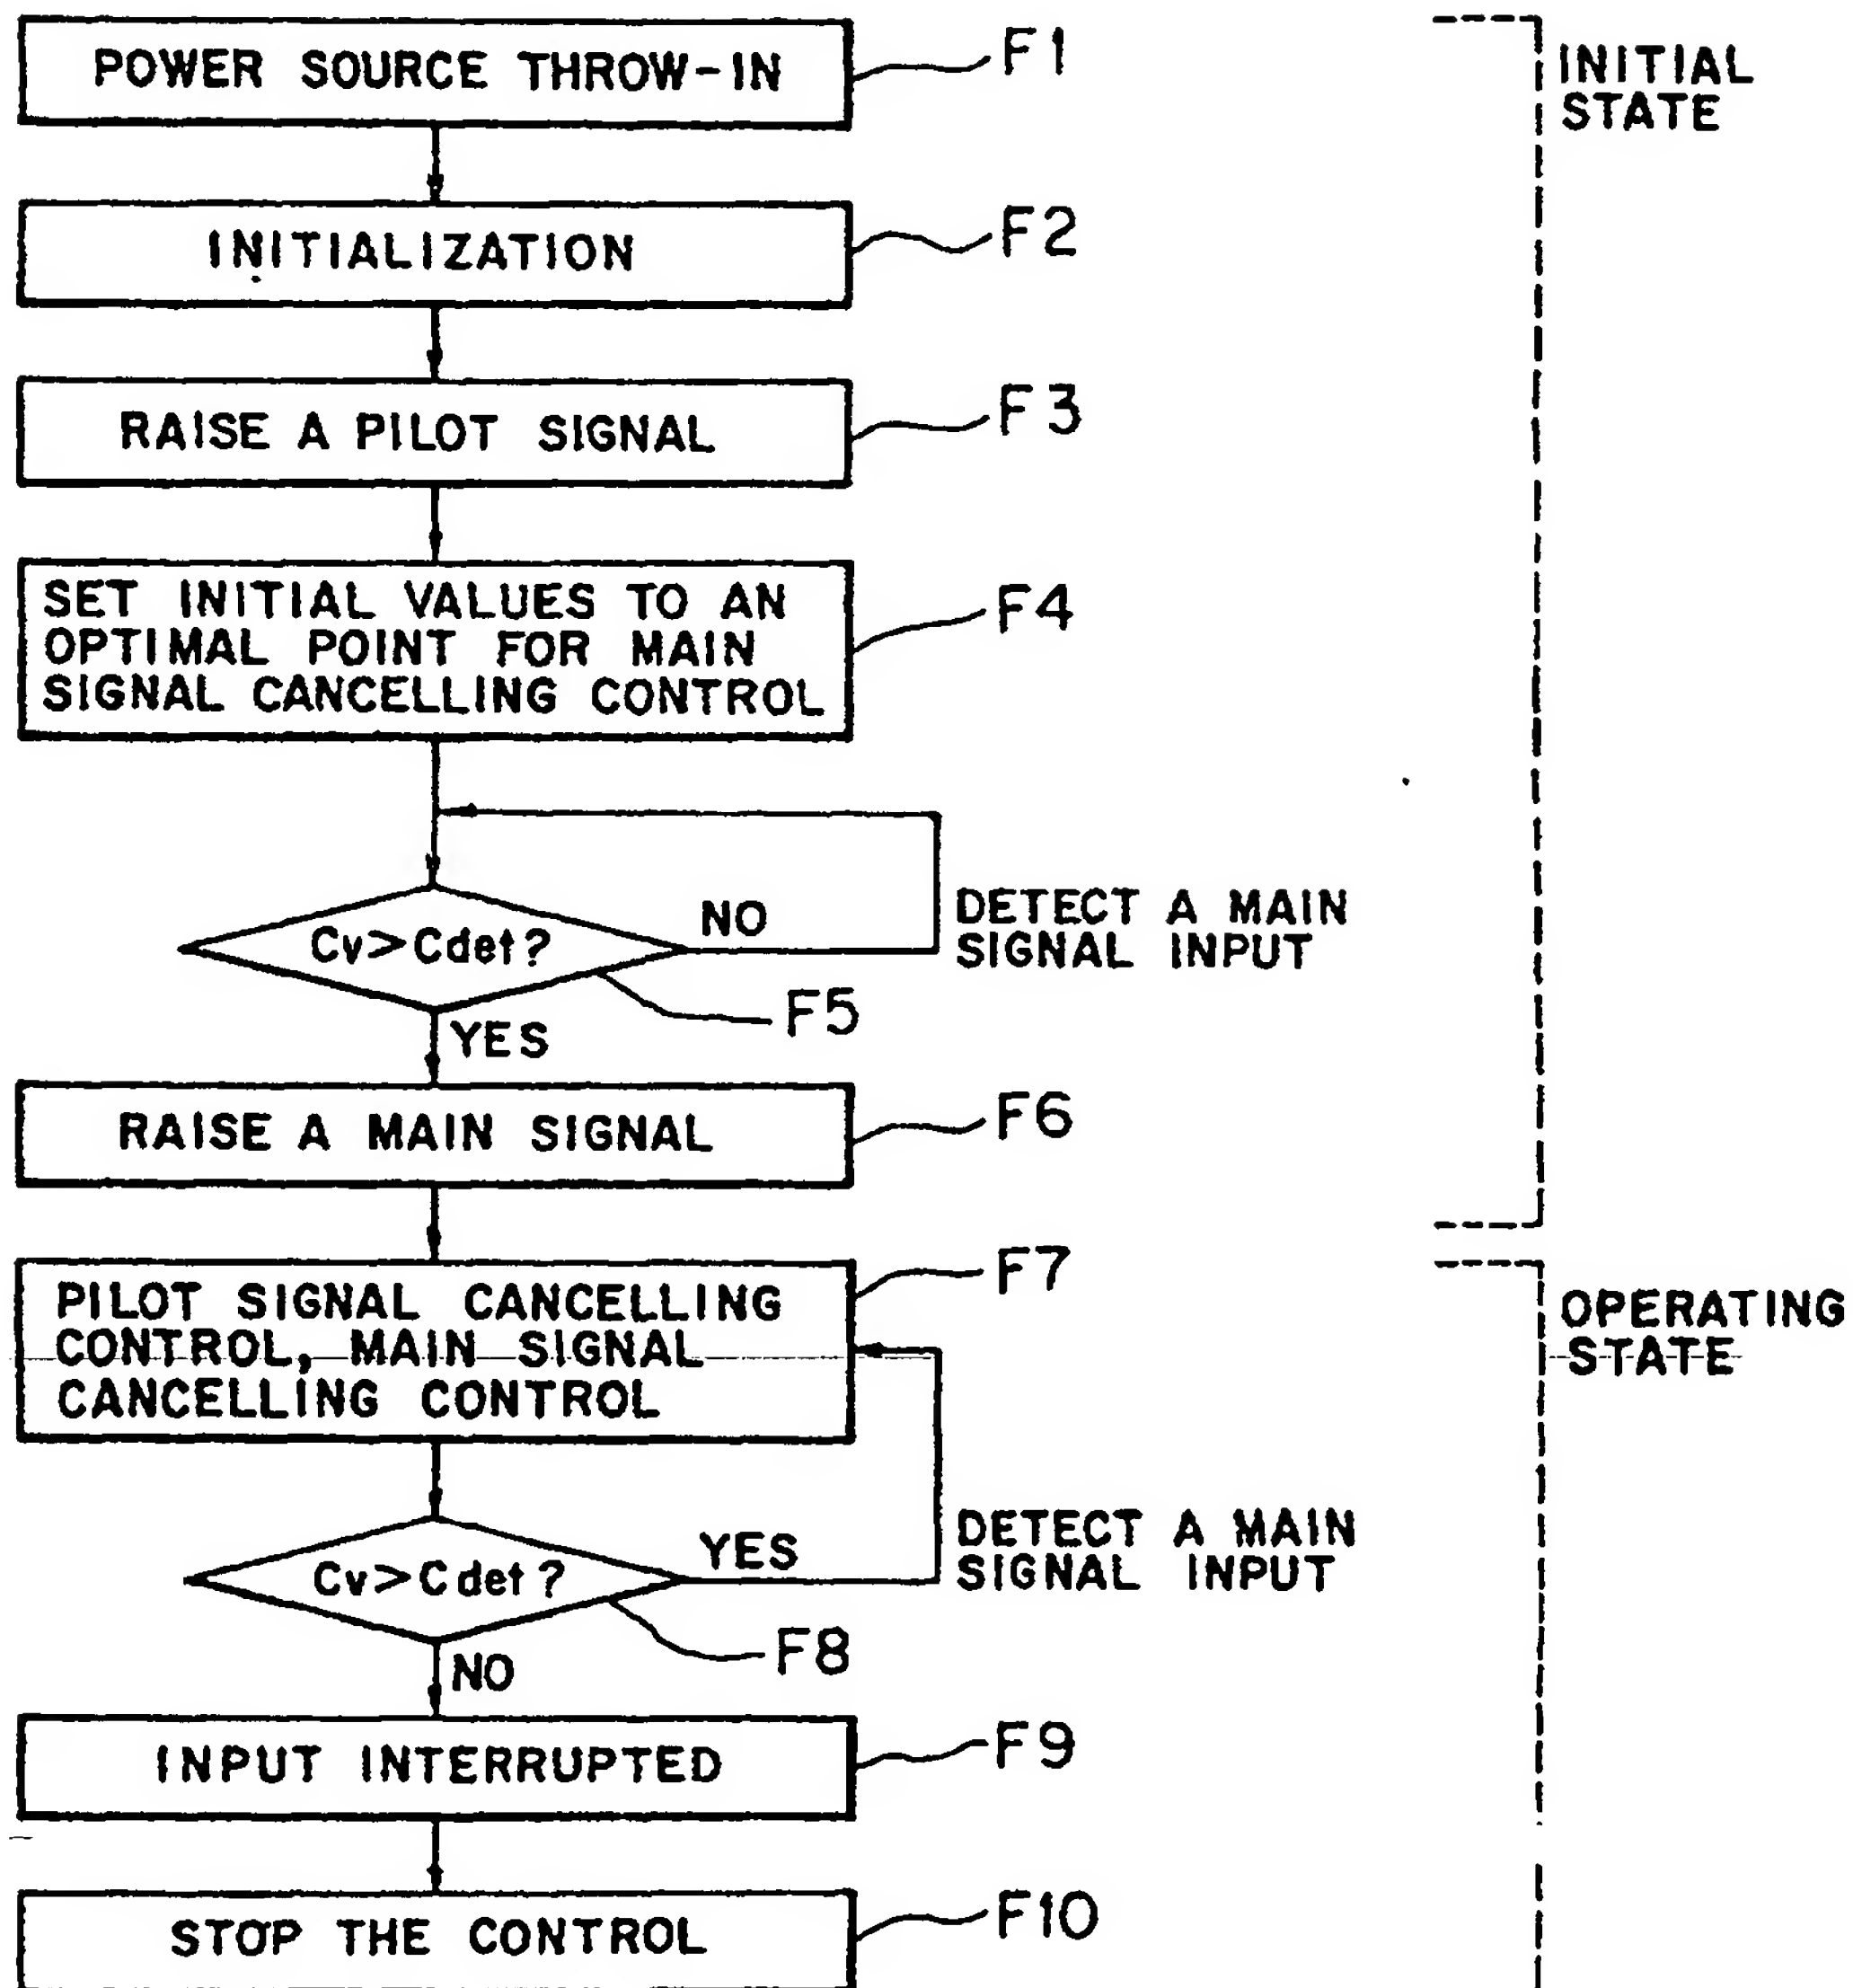 POWER SOURCE THROW-IN
F1
INITIAL
STATE
INITIALIZATION
F2
RAISE A PILOT SIGNAL
F3
SET INITIAL VALUES TO AN
OPTIMAL POINT FOR MAIN
SIGNAL CANCELLING CONTROL
F4
Cv>Cdet?
NO
DETECT A MAIN
SIGNAL INPUT
F5
YES
RAISE A MAIN SIGNAL
F6
PILOT SIGNAL CANCELLING
CONTROL, MAIN SIGNAL
CANCELLING CONTROL
F7
OPERATING
STATE
Cv>Cdet?
YES
DETECT A MAIN
SIGNAL INPUT
F8
NO
INPUT INTERRUPTED
F9
STOP THE CONTROL
F10